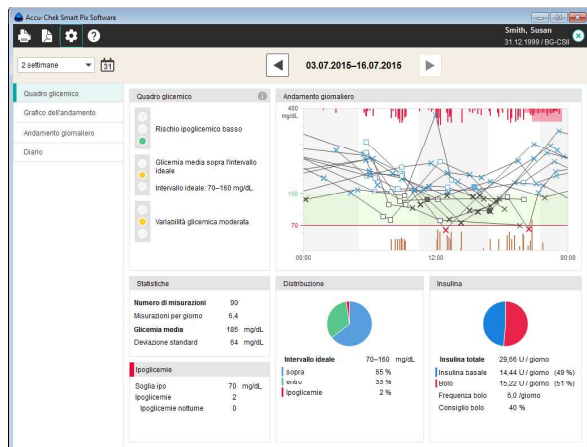 Accu-Chek Smart Pix Software
Smith, Susan
31.12.1999 / BG-CSII
2 settimane
31
03.07.2015–16.07.2015
Quadro glicemico
Grafico dell'andamento
Andamento giornaliero
Diario
Quadro glicemico
Rischio ipoglicemico basso
Glicemia media sopra l'intervallo ideale
Intervallo ideale: 70–160 mg/dL
Variabilità glicemica moderata
Andamento giornaliero
400
mg/dL
160
70
00:00 12:00 00:00
Statistiche
Numero di misurazioni 90
Misurazioni per giorno 6,4
Glicemia media 185 mg/dL
Deviazione standard 64 mg/dL
Ipoglicemie
Soglia ipo 70 mg/dL
Ipoglicemie 2
Ipoglicemie notturne 0
Distribuzione
Intervallo ideale 70–160 mg/dL
sopra 65 %
entro 33 %
Ipoglicemie 2 %
Insulina
Insulina totale 29,66 U / giorno
Insulina basale 14,44 U / giorno (49 %)
Bolo 15,22 U / giorno (51 %)
Frequenza bolo 6,0 /giorno
Consiglio bolo 40 %